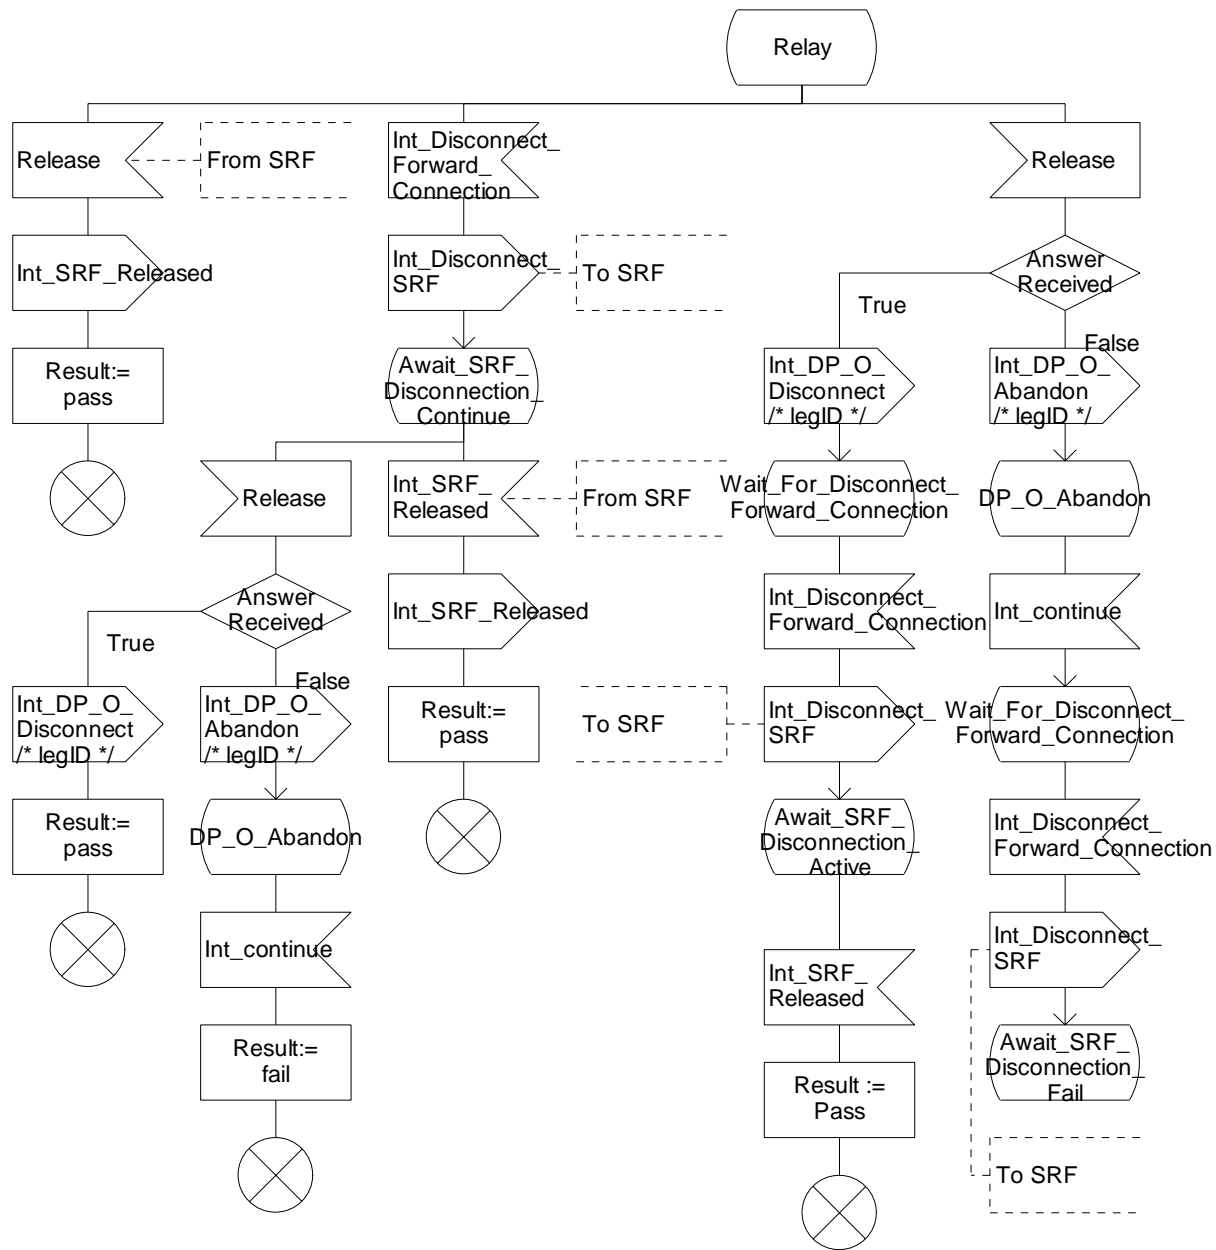 Relay
Release
From SRF
Int_Disconnect_
Forward_
Connection
Release
Int_SRF_Released
Int_Disconnect_
SRF
To SRF
Answer
Received
True
False
Result:=
pass
Await_SRF_
Disconnection_
Continue
Int_DP_O_
Disconnect
/* legID */
Int_DP_O_
Abandon
/* legID */
Release
Int_SRF_
Released
From SRF
Wait_For_Disconnect_
Forward_Connection
DP_O_Abandon
Answer
Received
True
False
Int_SRF_Released
Int_Disconnect_
Forward_Connection
Int_continue
Int_DP_O_
Disconnect
/* legID */
Int_DP_O_
Abandon
/* legID */
Result:=
pass
To SRF
Int_Disconnect_
SRF
Wait_For_Disconnect_
Forward_Connection
Result:=
pass
DP_O_Abandon
Await_SRF_
Disconnection_
Active
Int_Disconnect_
Forward_Connection
Int_continue
Int_SRF_
Released
Int_Disconnect_
SRF
Result:=
fail
Result :=
Pass
Await_SRF_
Disconnection_
Fail
To SRF